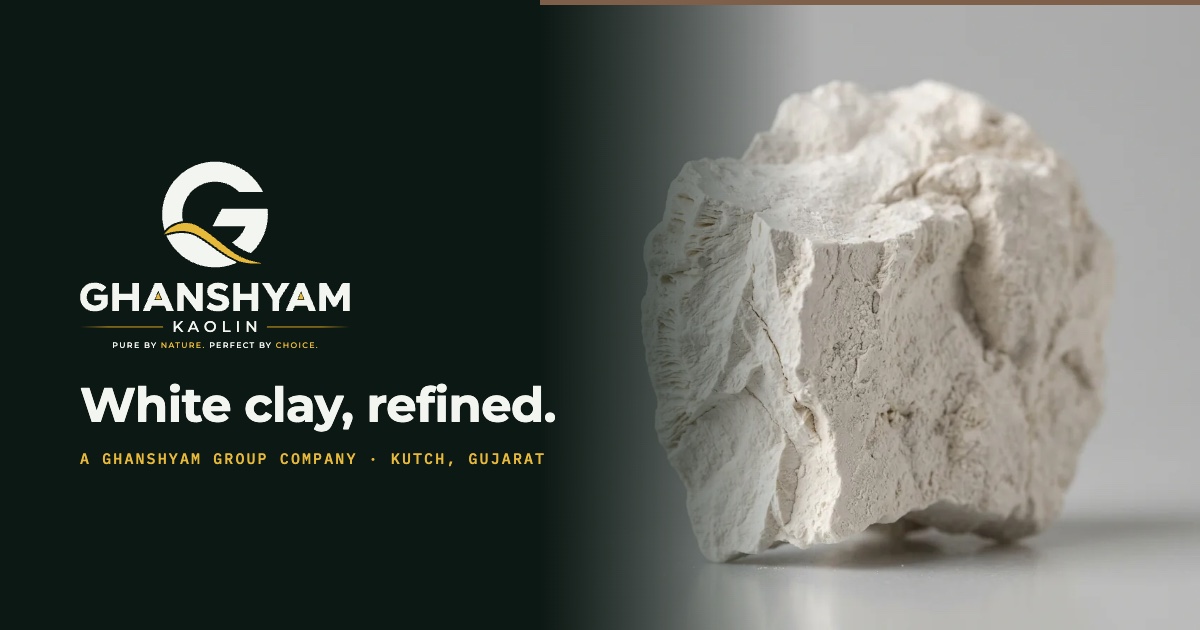 GHANSHYAM
KAOLIN
PURE BY NATURE. PERFECT BY CHOICE.
White clay, refined.
A GHANSHYAM GROUP COMPANY · KUTCH, GUJARAT